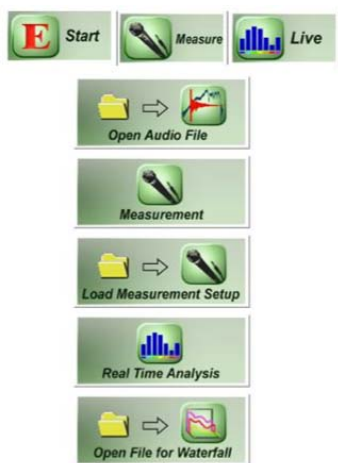 E Start Measure Live
Open Audio File
Measurement
Load Measurement Setup
Real Time Analysis
Open File for Waterfall